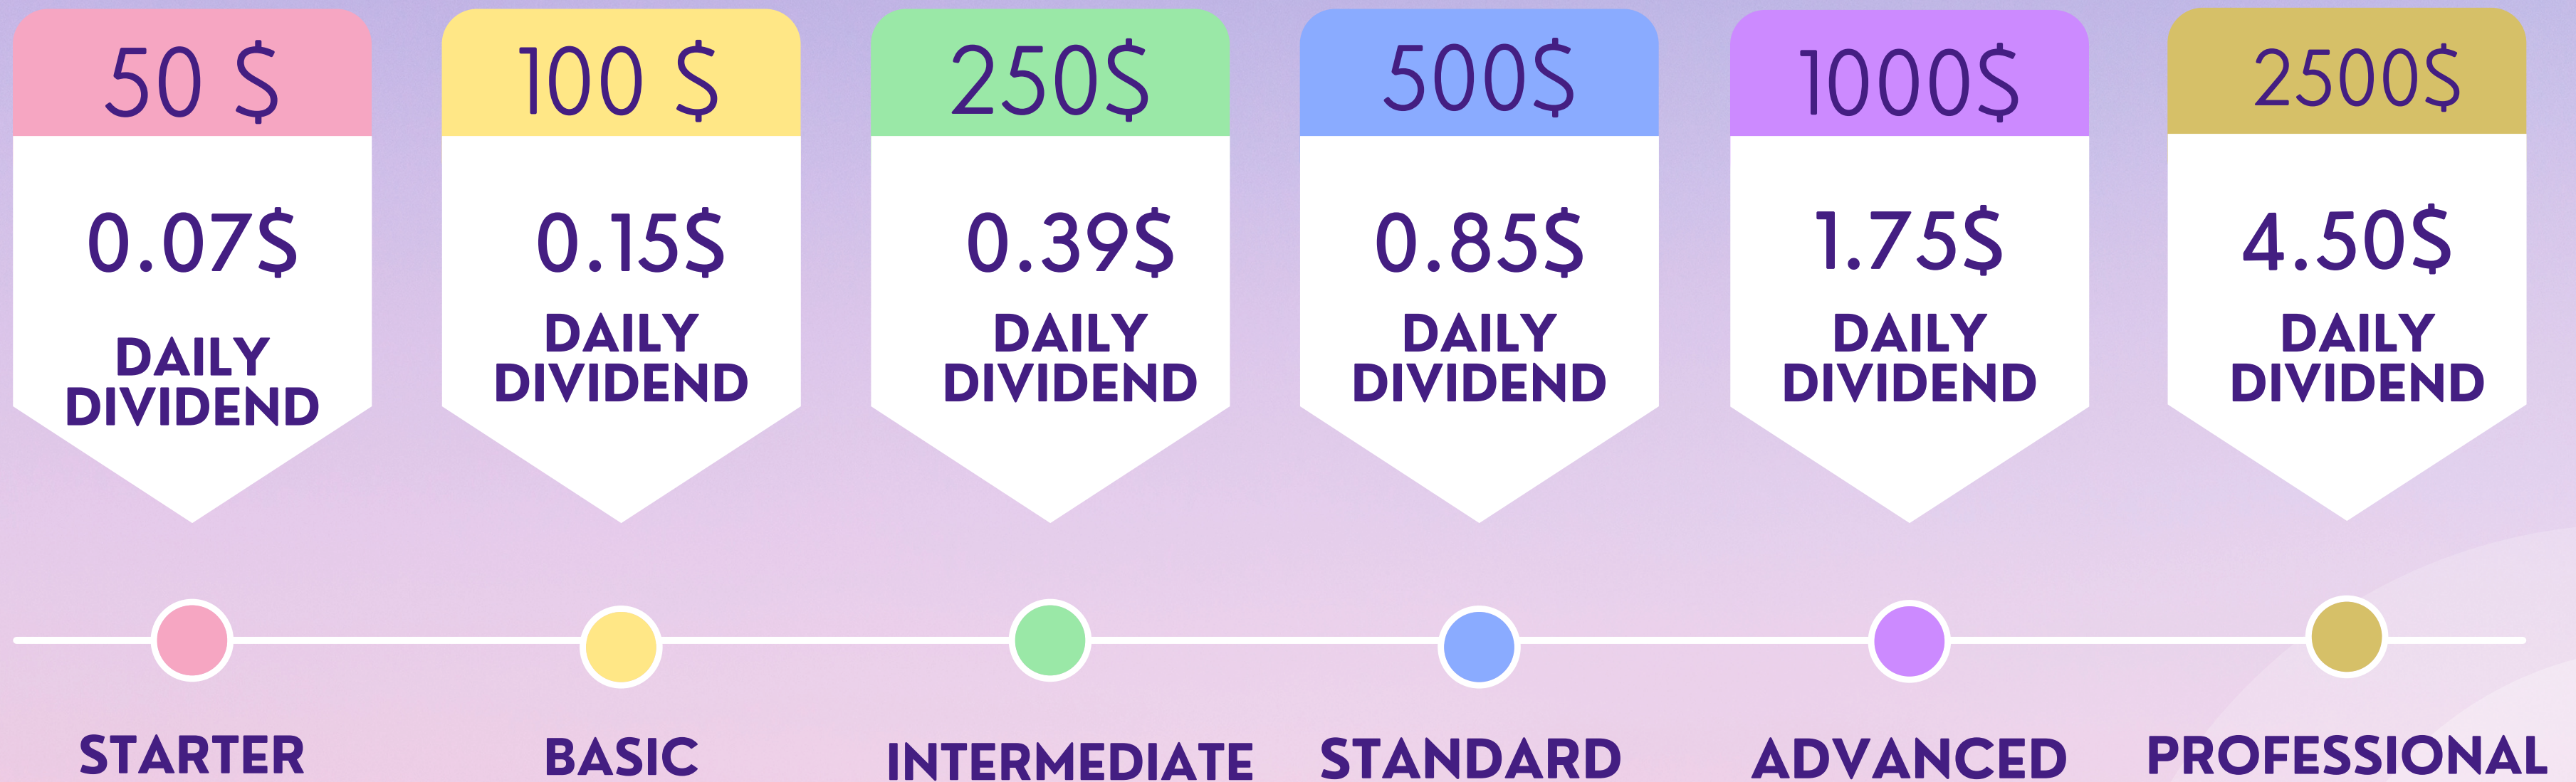 50 $
0.07$
DAILY
DIVIDEND
STARTER
100 $
0.15$
DAILY
DIVIDEND
BASIC
250$
0.39$
DAILY
DIVIDEND
INTERMEDIATE
500$
0.85$
DAILY
DIVIDEND
STANDARD
1000$
1.75$
DAILY
DIVIDEND
ADVANCED
2500$
4.50$
DAILY
DIVIDEND
PROFESSIONAL